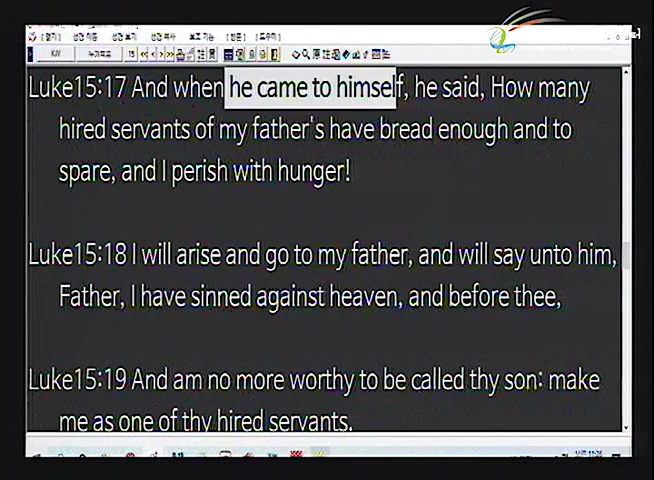 KJV
15
Luke15:17 And when he came to himself, he said, How many
hired servants of my father's have bread enough and to
spare, and I perish with hunger!
Luke15:18 I will arise and go to my father, and will say unto him,
Father, I have sinned against heaven, and before thee,
Luke15:19 And am no more worthy to be called thy son: make
me as one of thy hired servants.